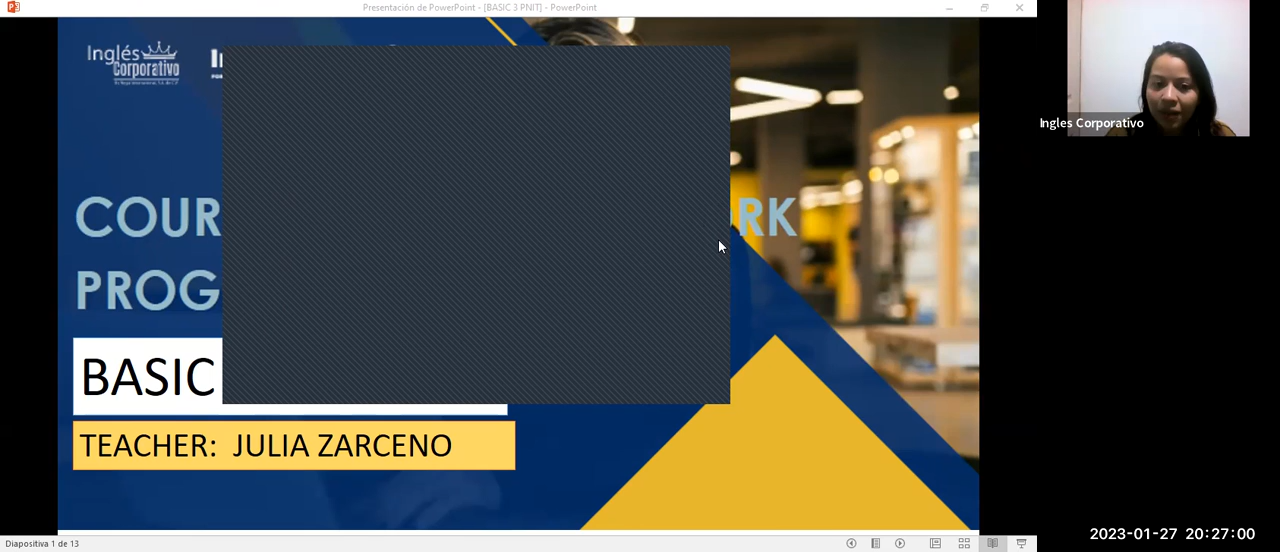 Presentación de PowerPoint - [BASIC 3 PNIT] - PowerPoint
Inglés
Corporativo
Ingles Corporativo
COUR
RK
PROG
BASIC
TEACHER: JULIA ZARCENO
Diapositiva 1 de 13
2023-01-27 20:27:00